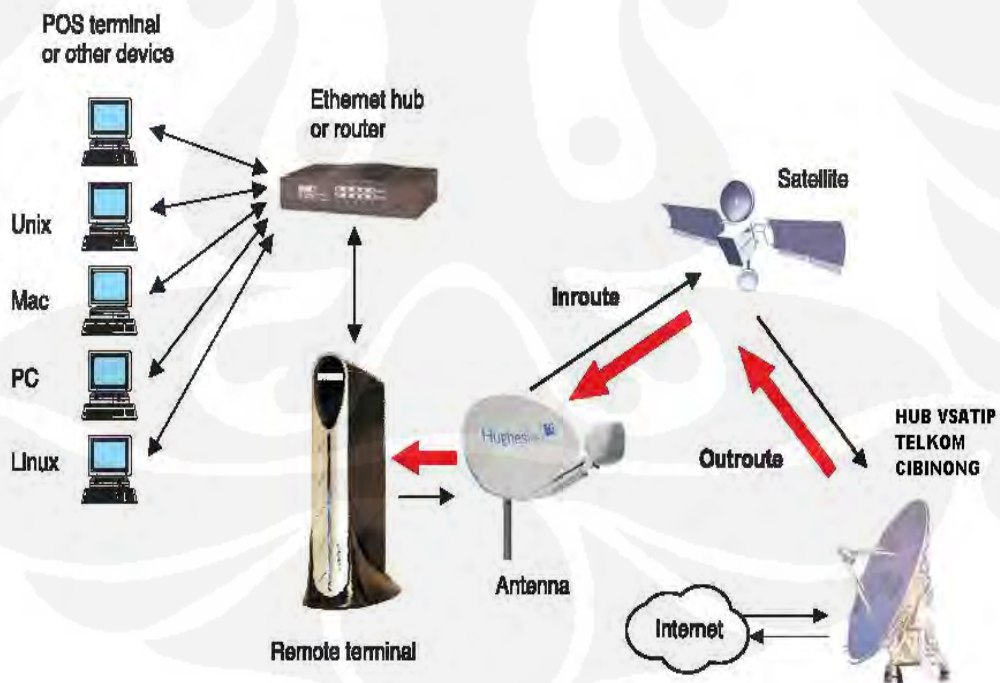 POS terminal
or other device
Ethernet hub
or router
Satellite
Unix
Mac
Inroute
PC
HUB VSATIP
TELKOM
CIBINONG
Linux
Outroute
Hughes
Antenna
Internet
Remote terminal